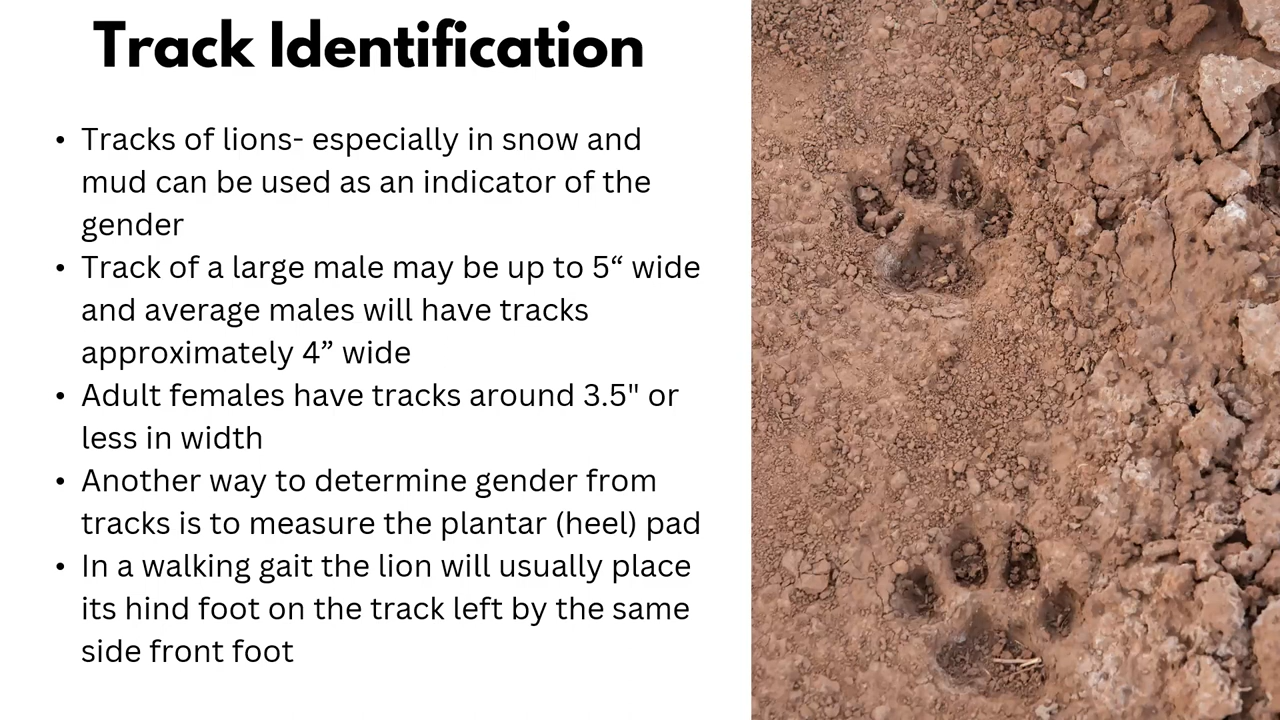 Track Identification
• Tracks of lions- especially in snow and
mud can be used as an indicator of the
gender
• Track of a large male may be up to 5“ wide
and average males will have tracks
approximately 4” wide
• Adult females have tracks around 3.5" or
less in width
• Another way to determine gender from
tracks is to measure the plantar (heel) pad
• In a walking gait the lion will usually place
its hind foot on the track left by the same
side front foot